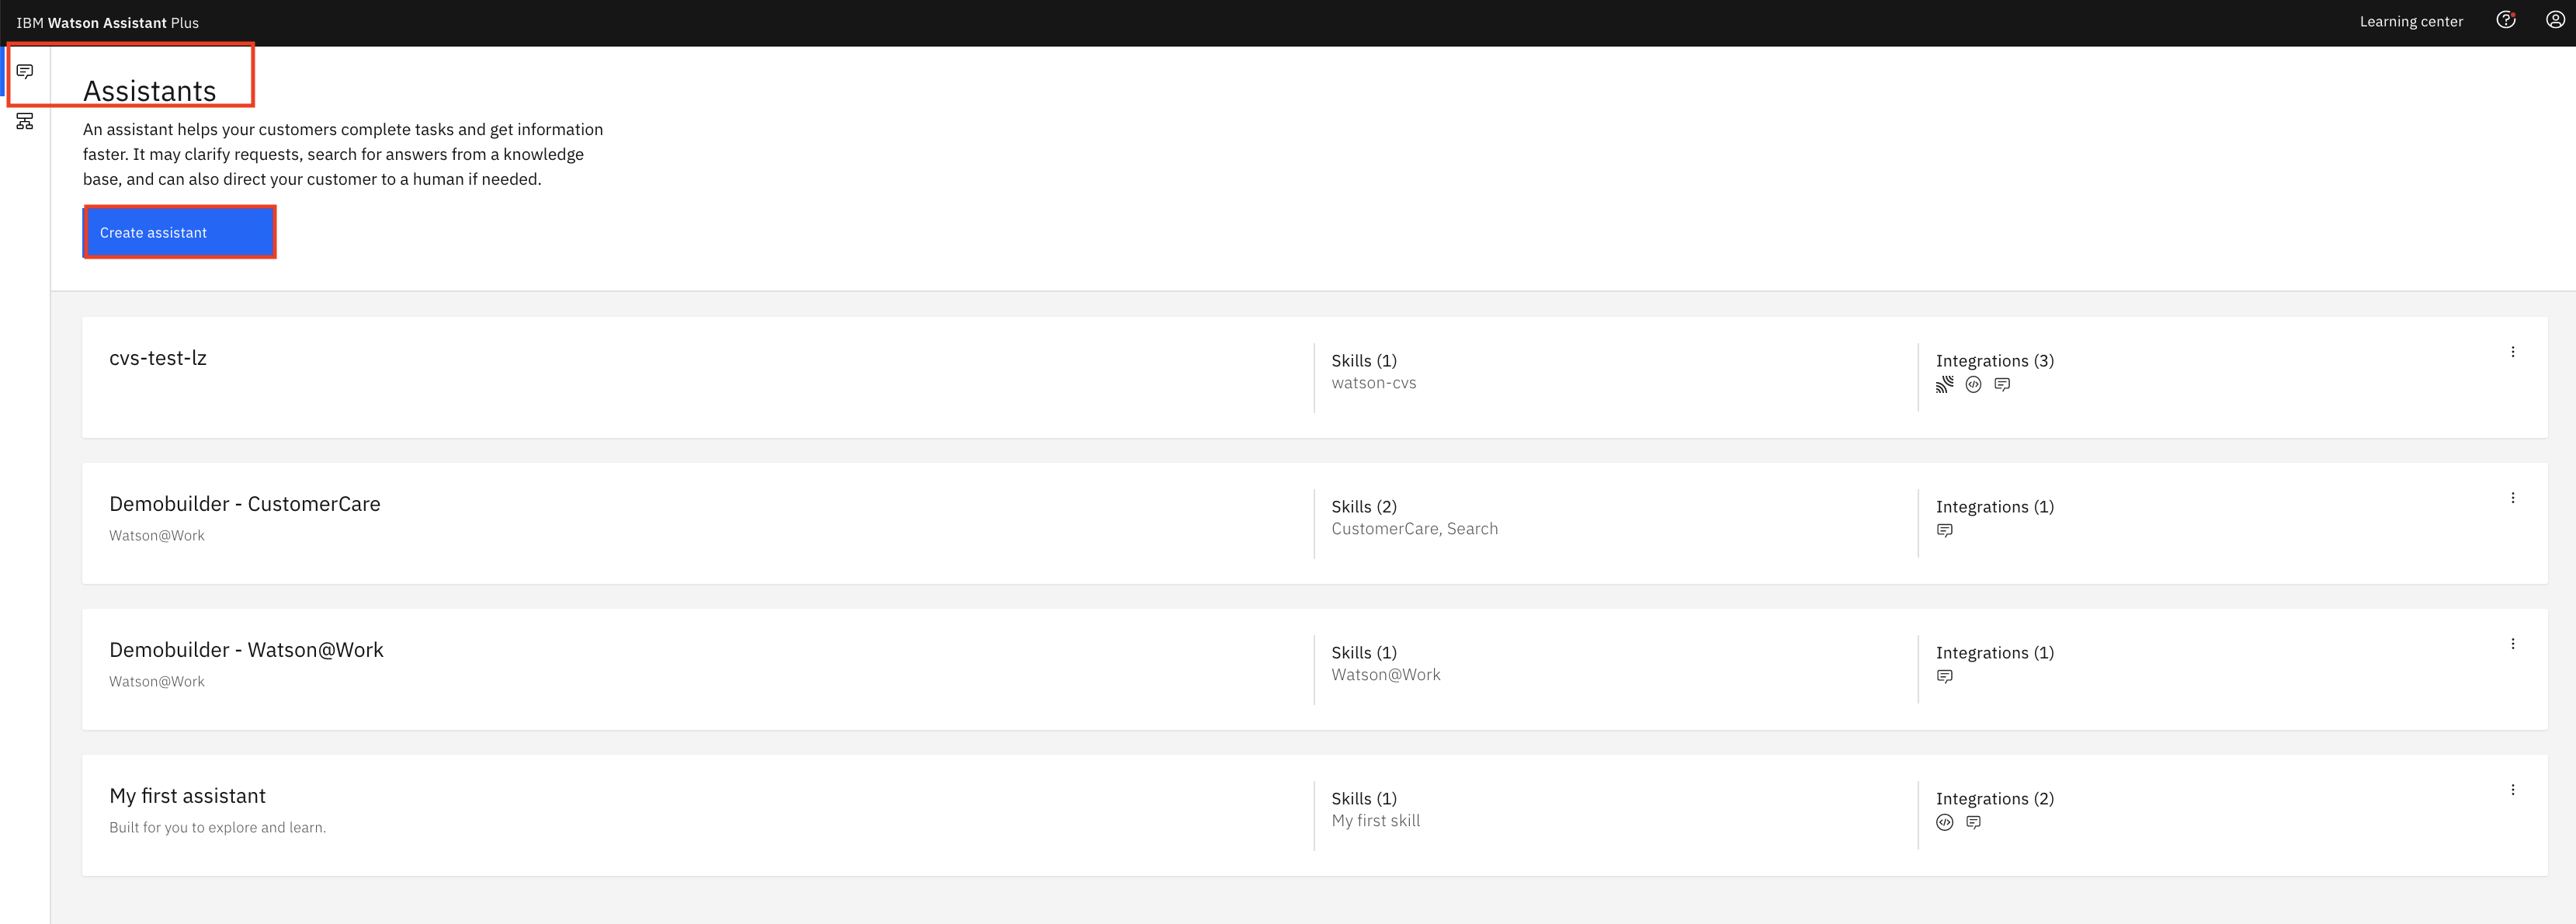 IBM Watson Assistant Plus
Learning center
Assistants
An assistant helps your customers complete tasks and get information
faster. It may clarify requests, search for answers from a knowledge
base, and can also direct your customer to a human if needed.
Create assistant
cvs-test-lz
Skills (1)
watson-cvs
Integrations (3)
Demobuilder - CustomerCare
Watson@Work
Skills (2)
CustomerCare, Search
Integrations (1)
Demobuilder - Watson@Work
Watson@Work
Skills (1)
Watson@Work
Integrations (1)
My first assistant
Built for you to explore and learn.
Skills (1)
My first skill
Integrations (2)